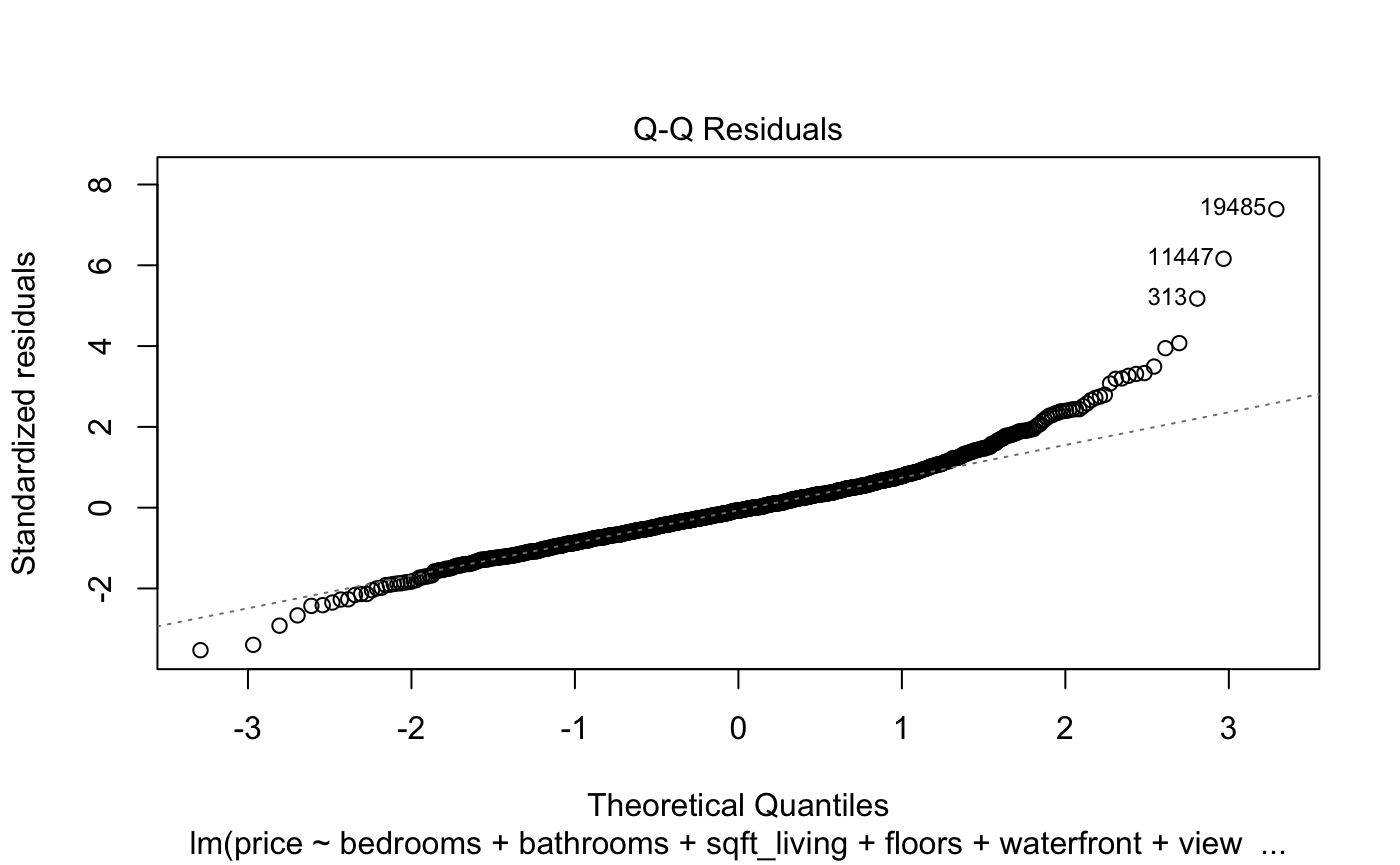 Q-Q Residuals
Standardized residuals
8
6
4
2
0
-2
19485
11447
313
-3 -2 -1 0 1 2 3
Theoretical Quantiles
lm(price ~ bedrooms + bathrooms + sqft_living + floors + waterfront + view ...